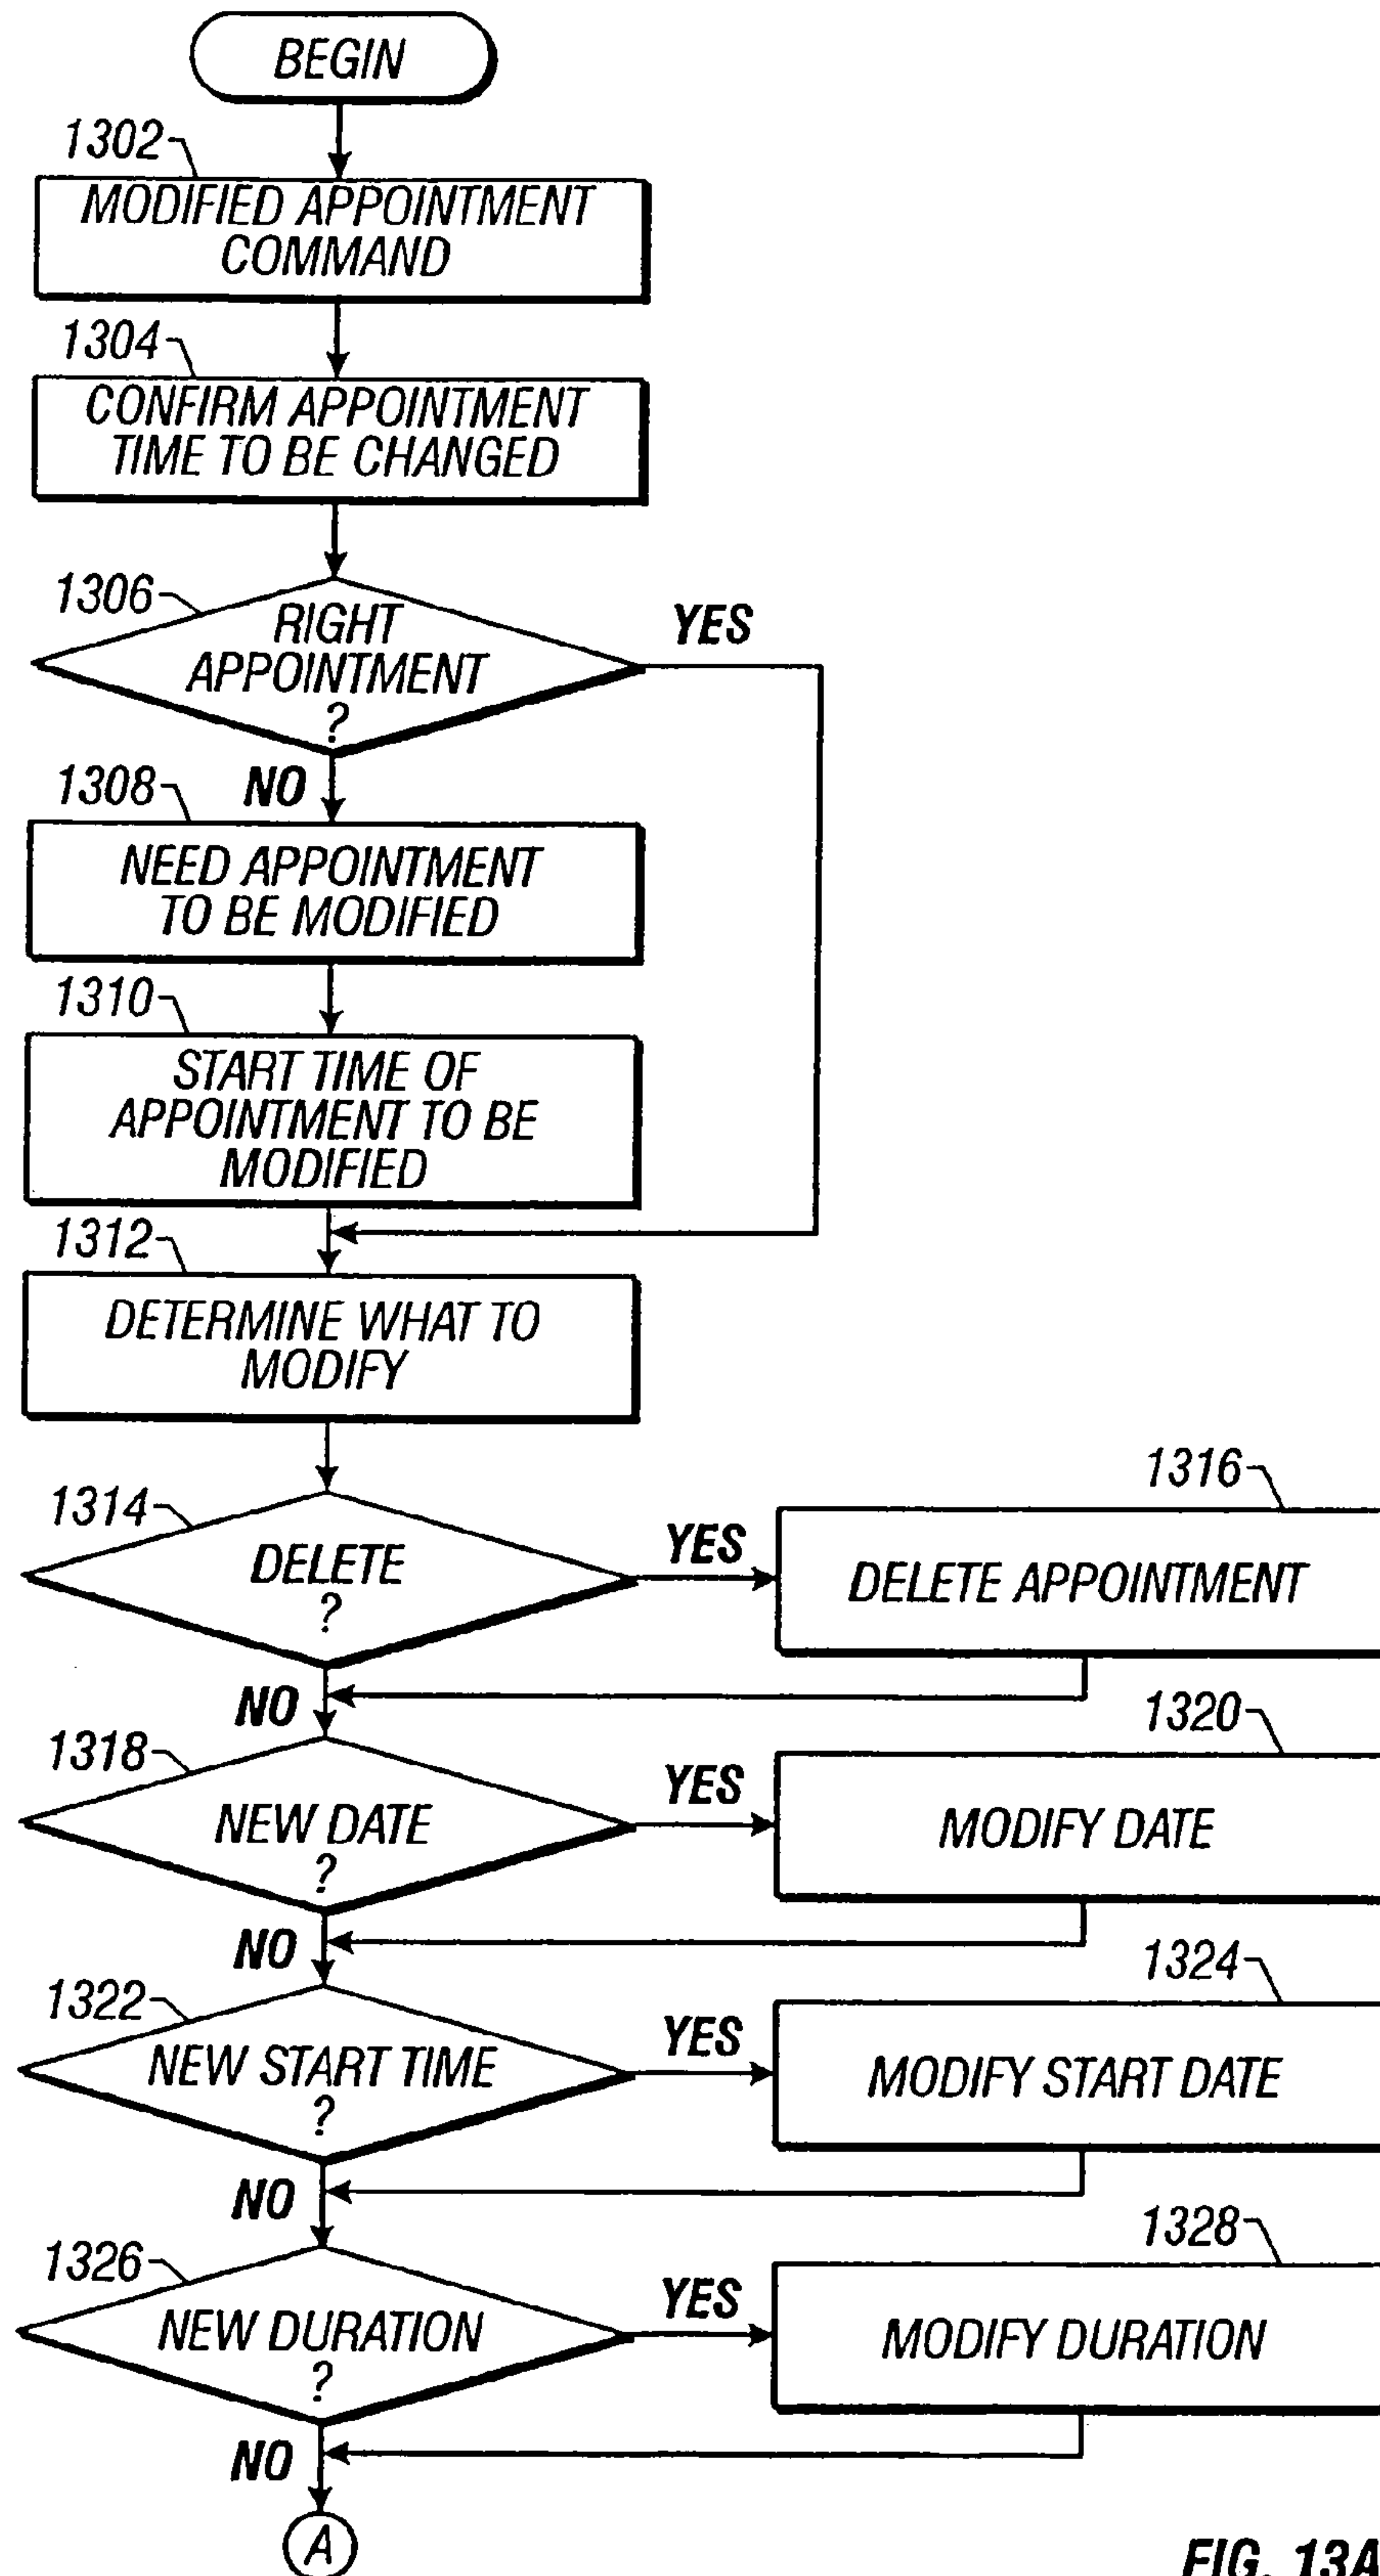 BEGIN
1302
MODIFIED APPOINTMENT
COMMAND
1304
CONFIRM APPOINTMENT
TIME TO BE CHANGED
1306
RIGHT
APPOINTMENT
?
YES
NO
1308
NEED APPOINTMENT
TO BE MODIFIED
1310
START TIME OF
APPOINTMENT TO BE
MODIFIED
1312
DETERMINE WHAT TO
MODIFY
1314
DELETE
?
YES
1316
DELETE APPOINTMENT
NO
1318
NEW DATE
?
YES
1320
MODIFY DATE
NO
1322
NEW START TIME
?
YES
1324
MODIFY START DATE
NO
1326
NEW DURATION
?
YES
1328
MODIFY DURATION
NO
A
FIG. 13A